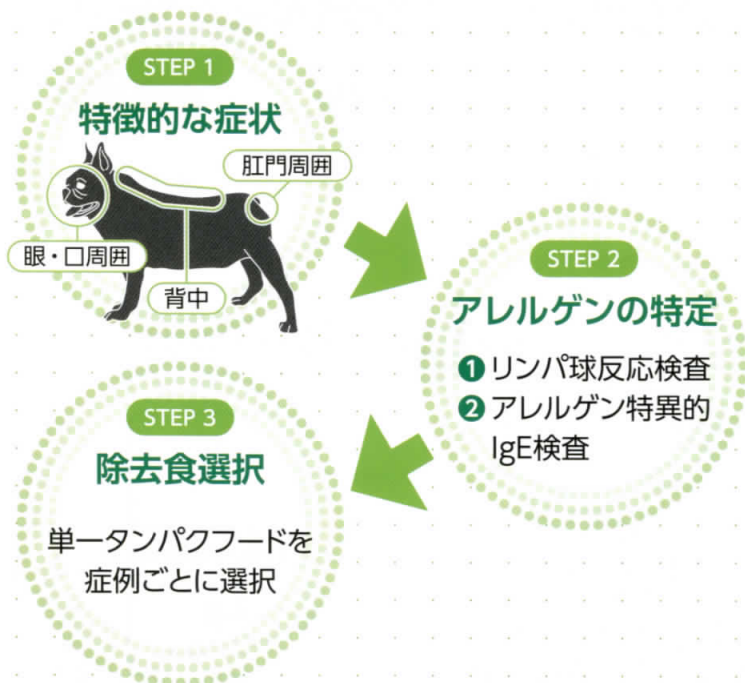 STEP 1
特徴的な症状
肛門周囲
眼・口周囲
背中
STEP 2
アレルゲンの特定
❶リンパ球反応検査
❷アレルゲン特異的
IgE検査
STEP 3
除去食選択
単一タンパクフードを
症例ごとに選択